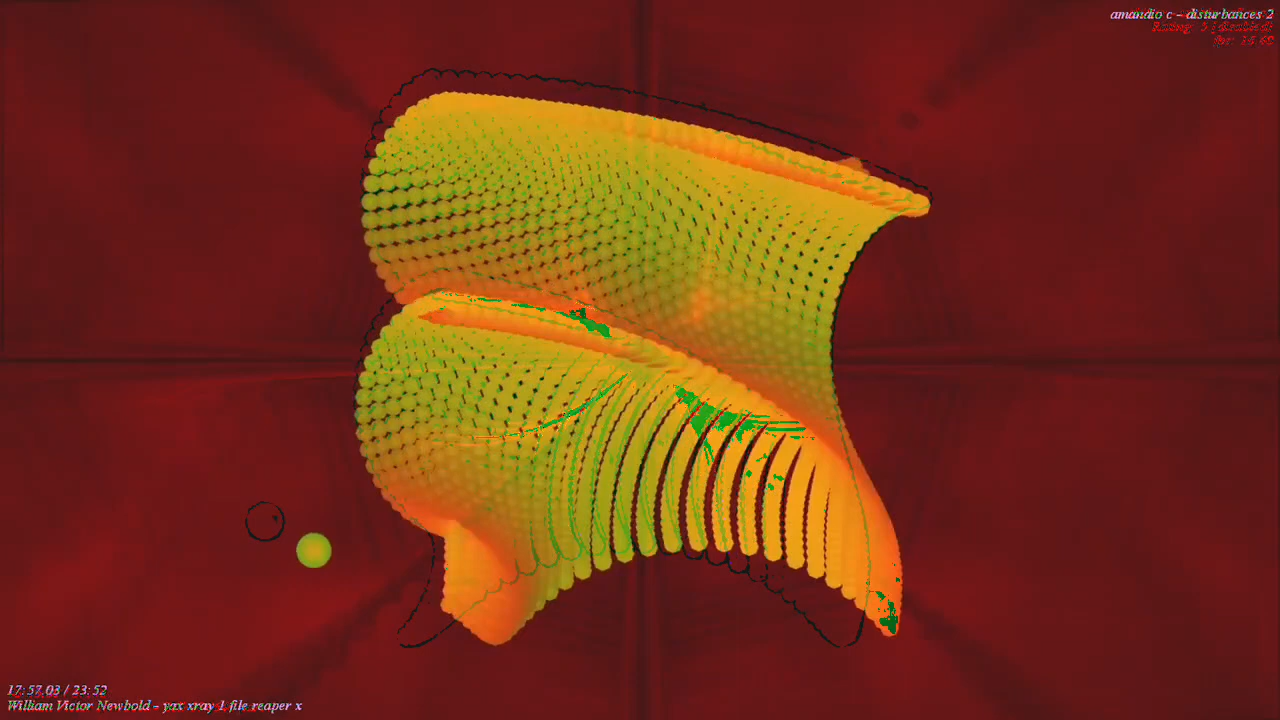 amandio c - disturbances 2
17:57.03 / 23:52
William Victor Newbold - yax xray 1 file reaper x